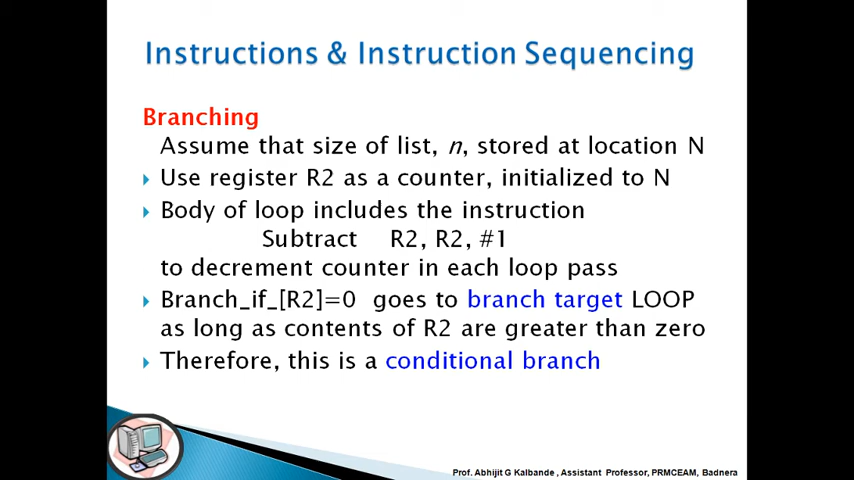 Instructions & Instruction Sequencing
Branching
Assume that size of list, n, stored at location N
Use register R2 as a counter, initialized to N
Body of loop includes the instruction
Subtract R2, R2, #1
to decrement counter in each loop pass
Branch_if_[R2]=0 goes to branch target LOOP
as long as contents of R2 are greater than zero
Therefore, this is a conditional branch
Prof. Abhijit G Kalbande , Assistant Professor, PRMCEAM, Badnera